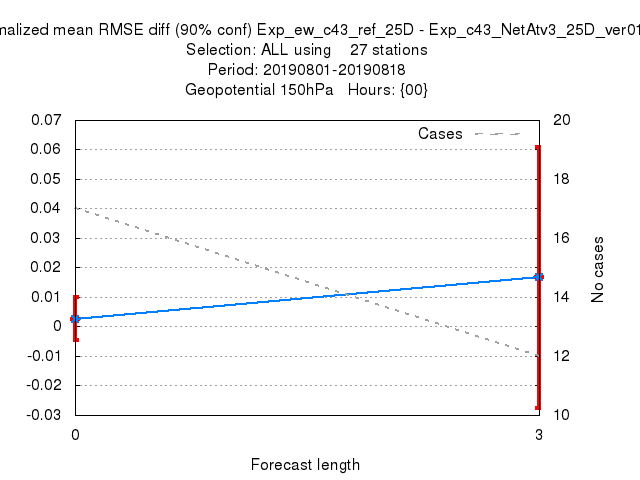 malized mean RMSE diff (90% conf) Exp_ew_c43_ref_25D - Exp_c43_NetAtv3_25D_ver01
Selection: ALL using 27 stations
Period: 20190801-20190818
Geopotential 150hPa Hours: {00}
Cases
0.07
0.06
0.05
0.04
0.03
0.02
0.01
0
-0.01
-0.02
-0.03
20
18
16
14
12
10
No cases
0
3
Forecast length